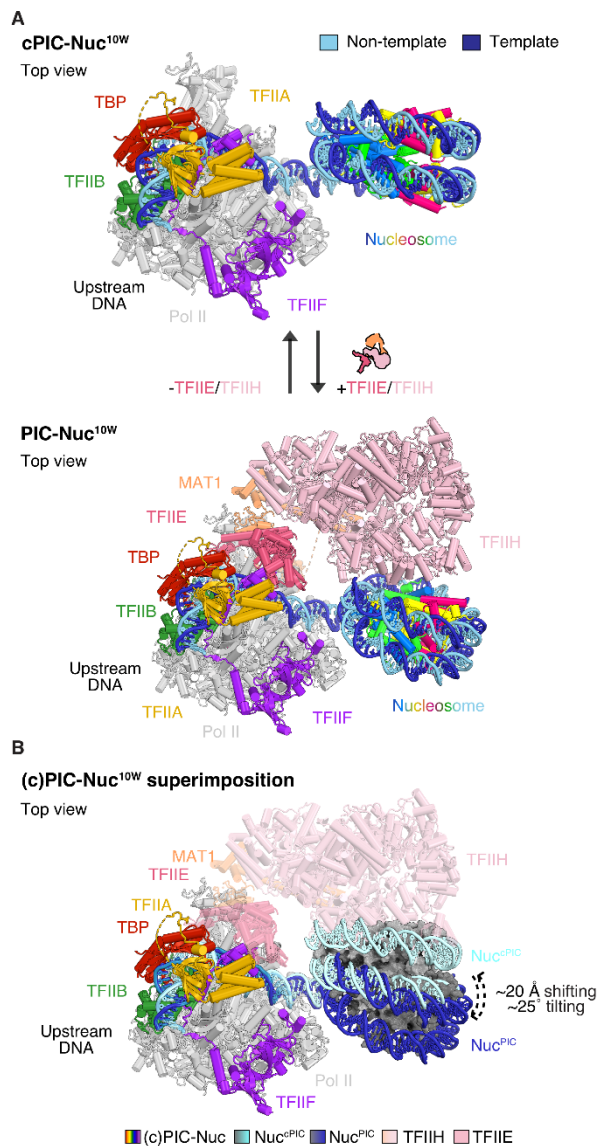 A
cPIC-Nuc10W
Non-template
Template
Top view
TBP
TFIIA
TFIIB
Nucleosome
Upstream
DNA
Pol II
TFIIF
-TFIIE/TFIIH
+TFIIE/TFIIH
PIC-Nuc10W
Top view
MAT1
TFIIE
TFIIH
TBP
TFIIB
Upstream
DNA
TFIIA
Pol II
TFIIF
Nucleosome
B
(c)PIC-Nuc10W superimposition
Top view
MAT1
TFIIH
TFIIE
TFIIA
TBP
NuccPIC
TFIIB
~20 Å shifting
~25° tilting
Upstream
DNA
NucPIC
Pol II
TFIIF
(c)PIC-Nuc
NuccPIC
NucPIC
TFIIH
TFIIE